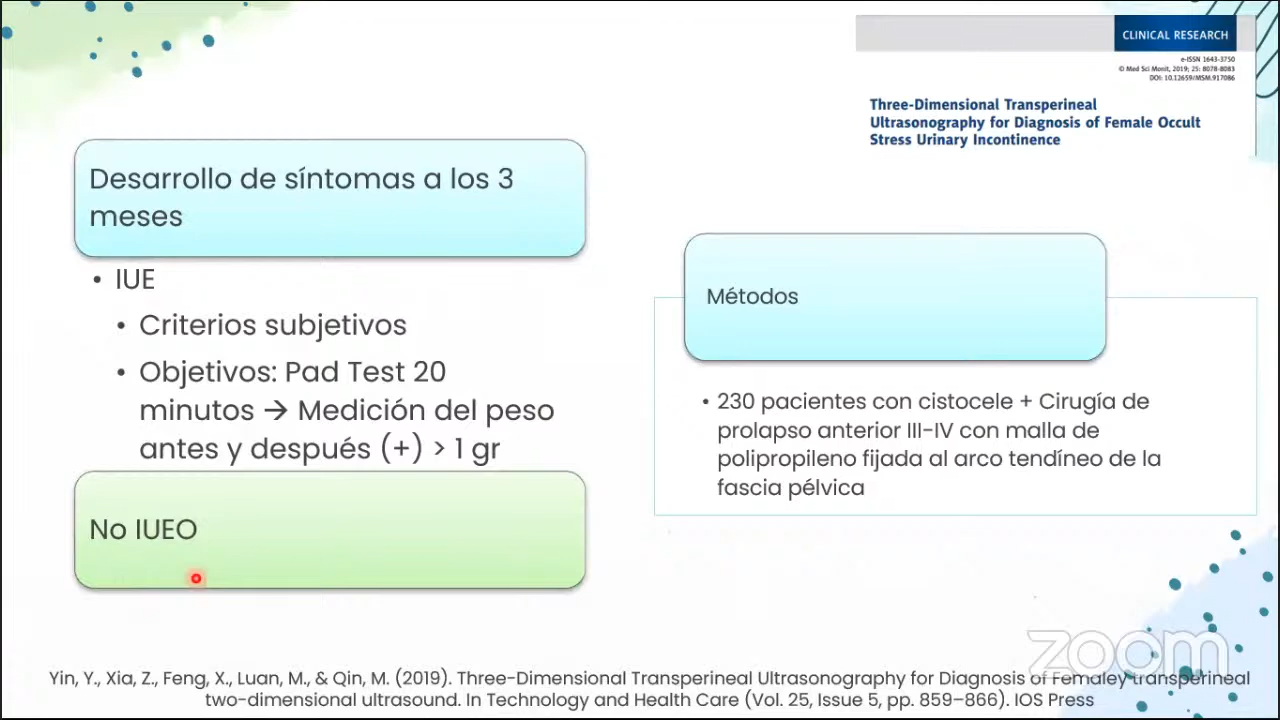 CLINICAL RESEARCH
e-ISSN 1643-3750
© Med Sci Monit, 2019; 25: 8078-8083
DOI: 10.12659/MSM.917086
Three-Dimensional Transperineal
Ultrasonography for Diagnosis of Female Occult
Stress Urinary Incontinence
Desarrollo de síntomas a los 3
meses
• IUE
• Criterios subjetivos
• Objetivos: Pad Test 20
minutos → Medición del peso
antes y después (+) > 1 gr
No IUEO
Métodos
• 230 pacientes con cistocele + Cirugía de
prolapso anterior III-IV con malla de
polipropileno fijada al arco tendíneo de la
fascia pélvica
zoom
Yin, Y., Xia, Z., Feng, X., Luan, M., & Qin, M. (2019). Three-Dimensional Transperineal Ultrasonography for Diagnosis of Femaley transperineal
two-dimensional ultrasound. In Technology and Health Care (Vol. 25, Issue 5, pp. 859–866). IOS Press